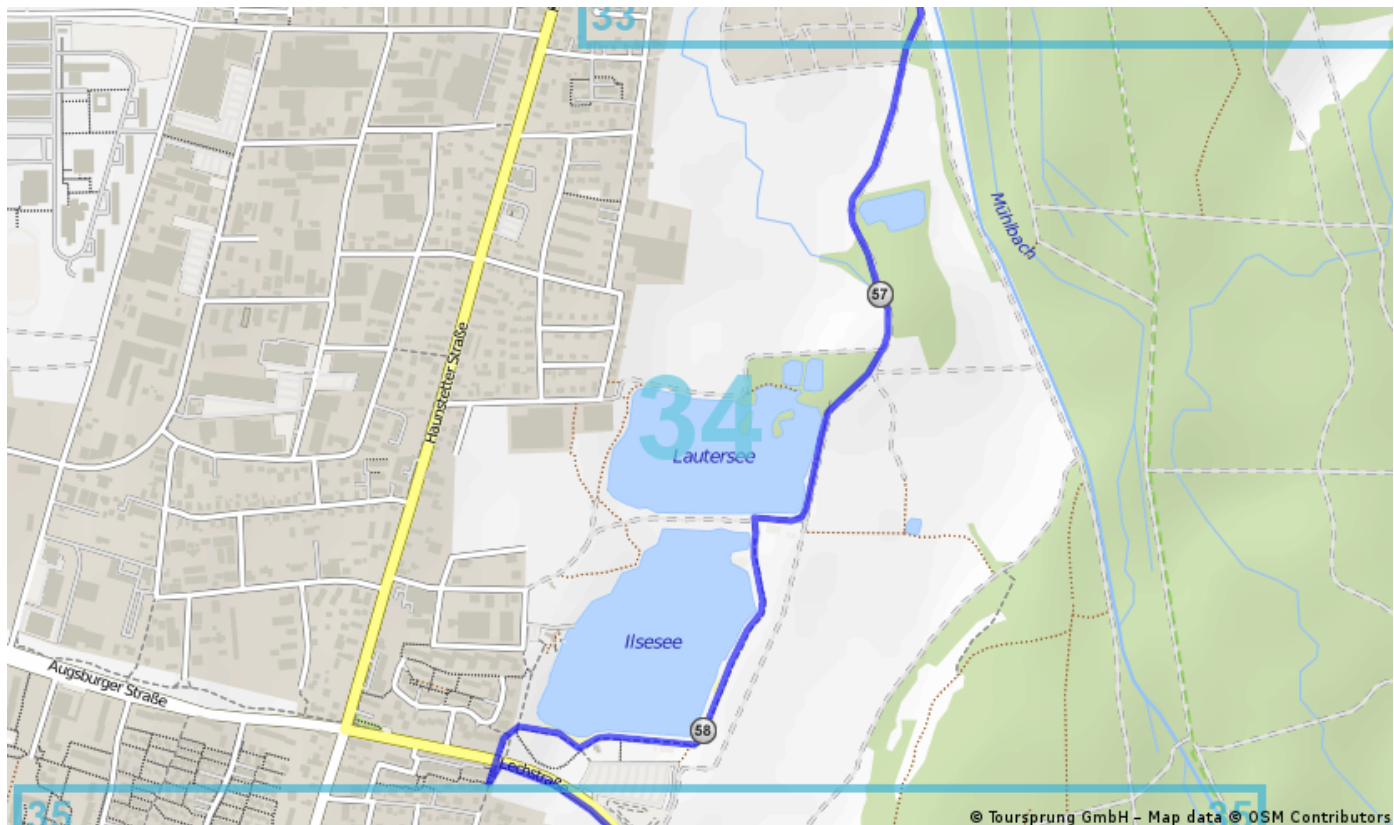 33
Mühlbach
57
Haunstetter Straße
34
Lautersee
Ilsesee
Augsburger Straße
58
Lechstraße
35
35
© Toursprung GmbH – Map data © OSM Contributors